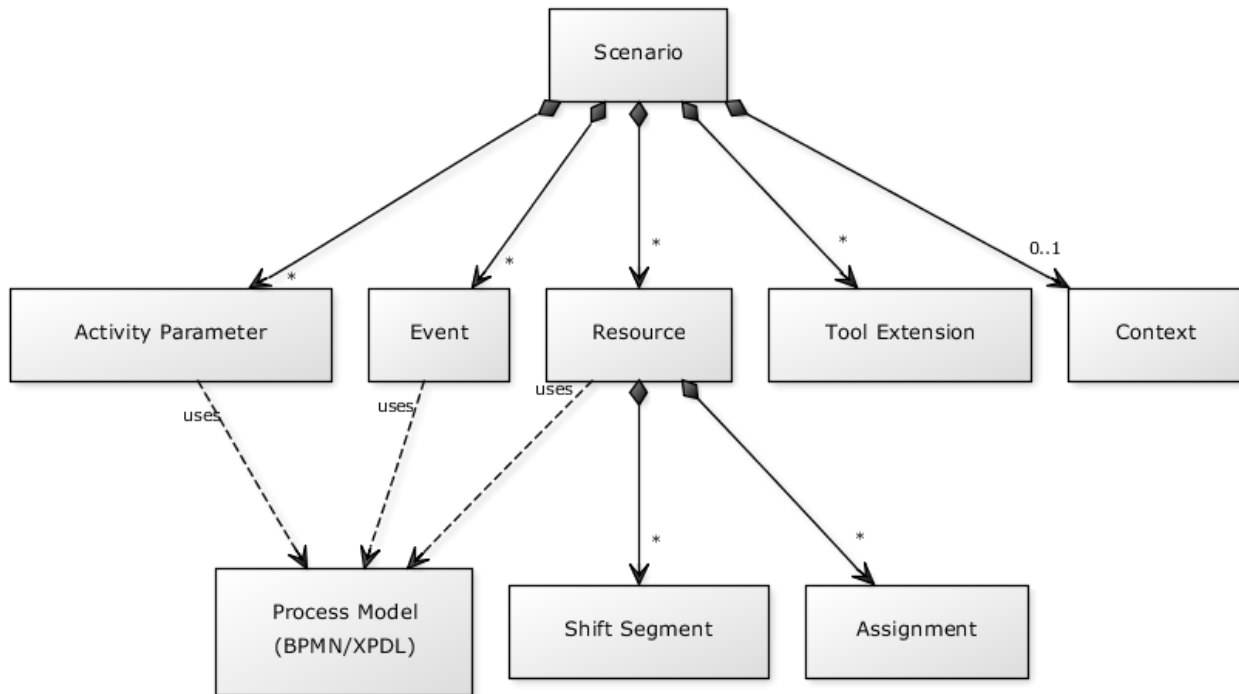 Scenario
*
*
*
*
0..1
Activity Parameter
Event
Resource
Tool Extension
Context
uses
uses
uses
*
*
Process Model
(BPMN/XPDL)
Shift Segment
Assignment